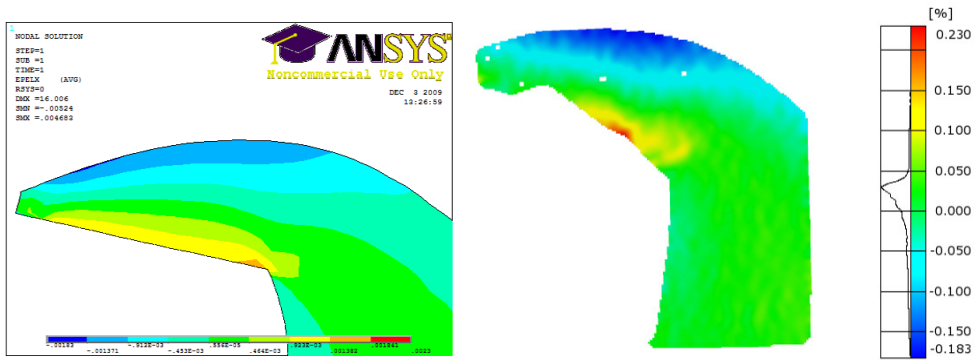 1
NODAL SOLUTION
STEP=1
SUB =1
TIME=1
EPELX (AVG)
RSYS=0
DMX =16.006
SMN =-.00524
SMX =.004683
ANSYS
Noncommercial Use Only
DEC 3 2009
13:26:59
-.00183
-.001371
-.912E-03
-.453E-03
.556E-05
.464E-03
.923E-03
.001382
.001841
.0023
[%]
0.230
0.150
0.100
0.050
0.000
-0.050
-0.100
-0.150
-0.183